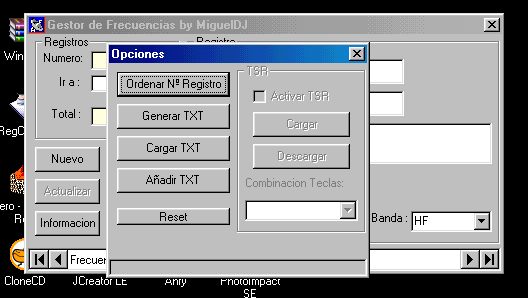 Gestor de Frecuencias by MiguelDJ
Registros
Registro
Numero:
Ir a :
Total :
Nuevo
Actualizar
Informacion
Opciones
Ordenar Nº Registro
Generar TXT
Cargar TXT
Añadir TXT
Reset
TSR
Activar TSR
Cargar
Descargar
Combinacion Teclas:
Banda :
HF
Frecuen
Win
RegC
ero -
Re
CloneCD
JCreator LE
PhotoImpact
SE